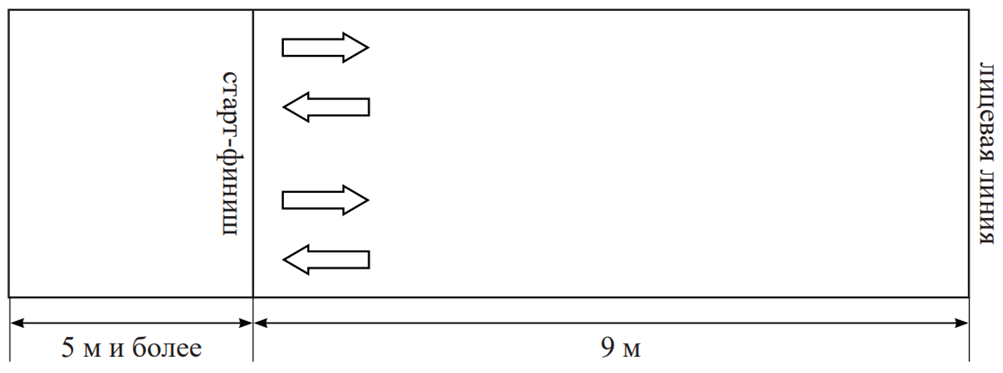 старт-финиш
лицевая линия
5 м и более
9 м